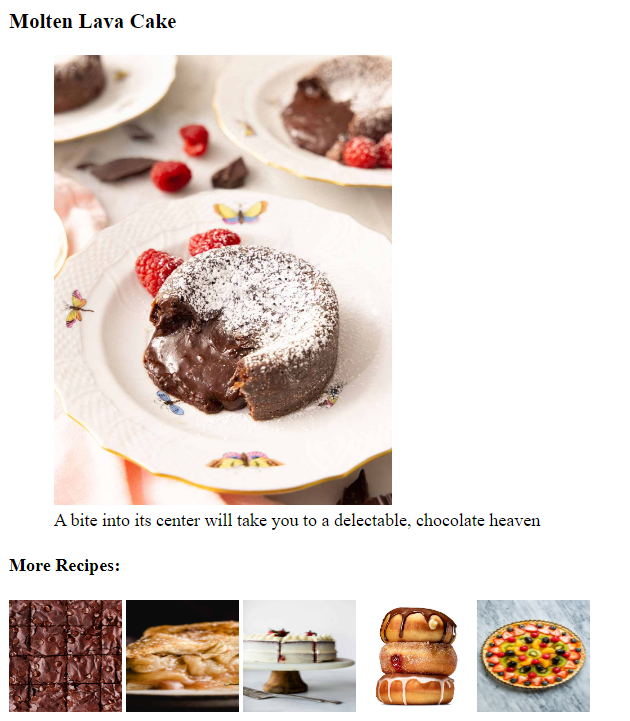 Molten Lava Cake
A bite into its center will take you to a delectable, chocolate heaven
More Recipes: